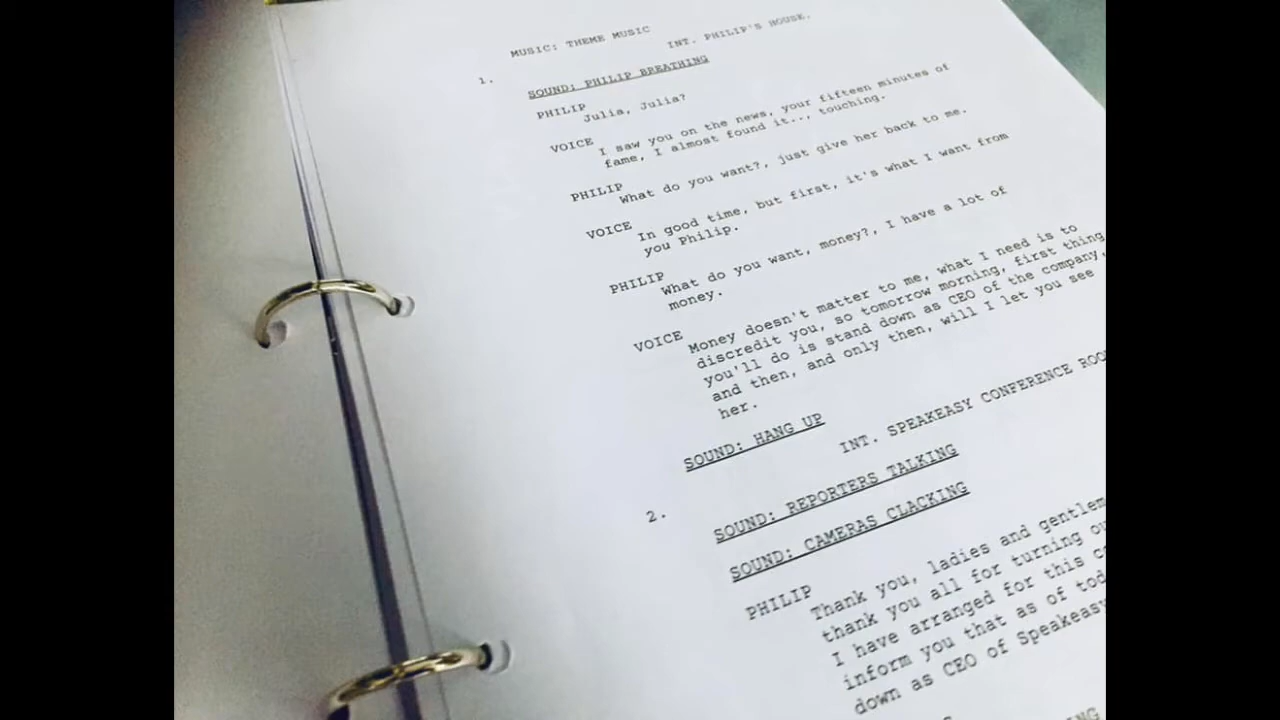 MUSIC: THEME MUSIC
INT. PHILIP'S HOUSE.
1.
SOUND: PHILIP BREATHING
PHILIP
Julia, Julia?
VOICE
I saw you on the news, your fifteen minutes of
fame, I almost found it.., touching.
PHILIP
What do you want?, just give her back to me.
VOICE
In good time, but first, it's what I want from
you Philip.
PHILIP
What do you want, money?, I have a lot of
money.
VOICE
Money doesn't matter to me, what I need is to
discredit you, so tomorrow morning, first thing
you'll do is stand down as CEO of the company,
and then, and only then, will I let you see
her.
SOUND: HANG UP
INT. SPEAKEASY CONFERENCE
2.
SOUND: REPORTERS TALKING
SOUND: CAMERAS CLACKING
PHILIP
Thank you, ladies and
thank you all for turning
I have arranged for this
inform you that as of
down as CEO of Speakeasy